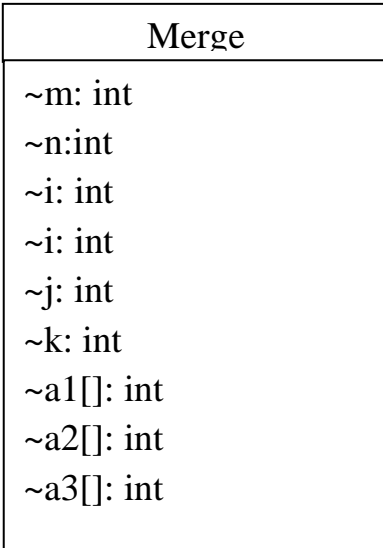 Merge
~m: int
~n:int
~i: int
~i: int
~j: int
~k: int
~a1[]: int
~a2[]: int
~a3[]: int